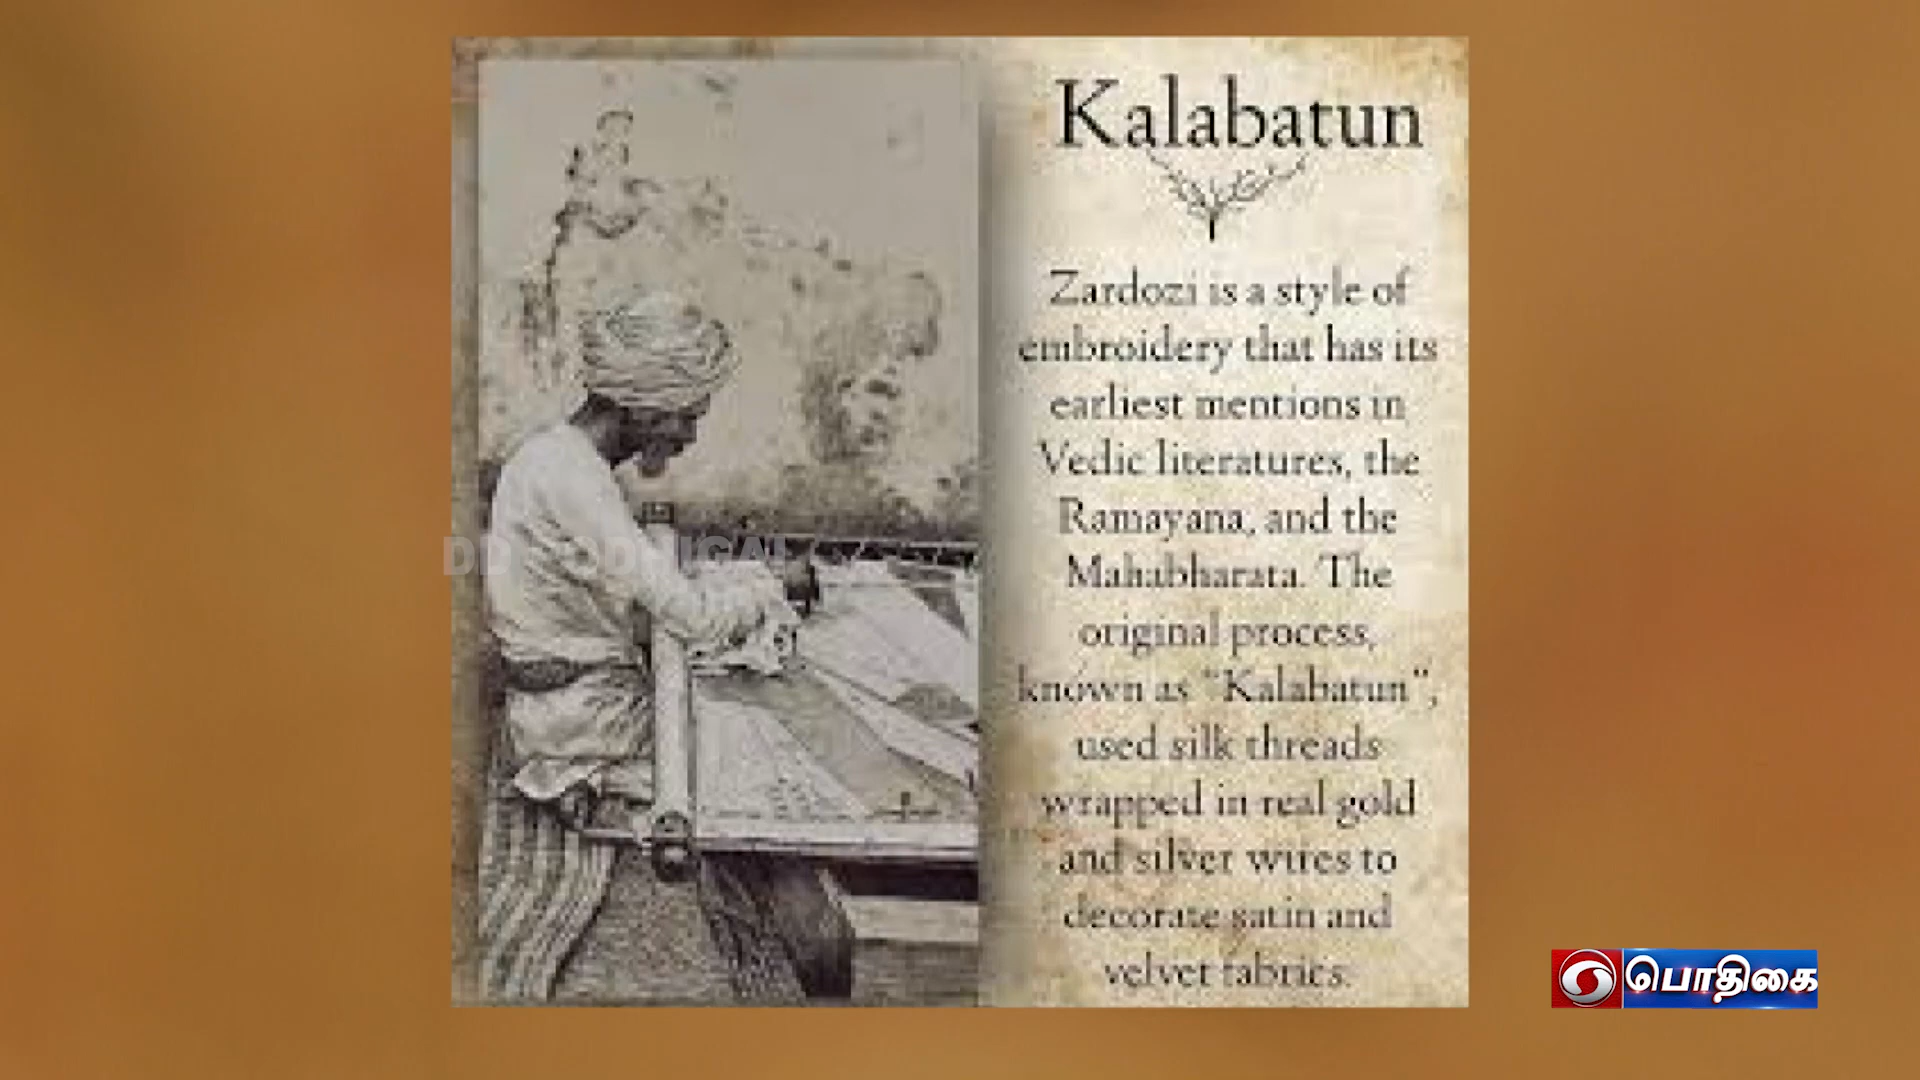 Kalabatun
Zardozi is a style of
embroidery that has its
earliest mentions in
Vedic literatures, the
Ramayana, and the
Mahabharata. The
original process,
known as "Kalabatun",
used silk threads
wrapped in real gold
and silver wires to
decorate satin and
velvet fabrics.
DD PODHIGAI
பொதிகை